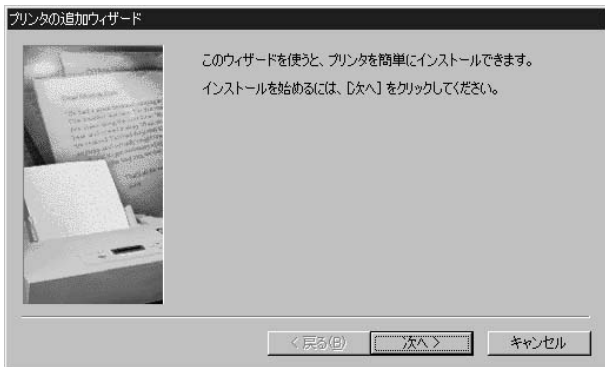 プリンタの追加ウィザード
このウィザードを使うと、プリンタを簡単にインストールできます。
インストールを始めるには、[次へ] をクリックしてください。
< 戻る(B)
次へ >
キャンセル